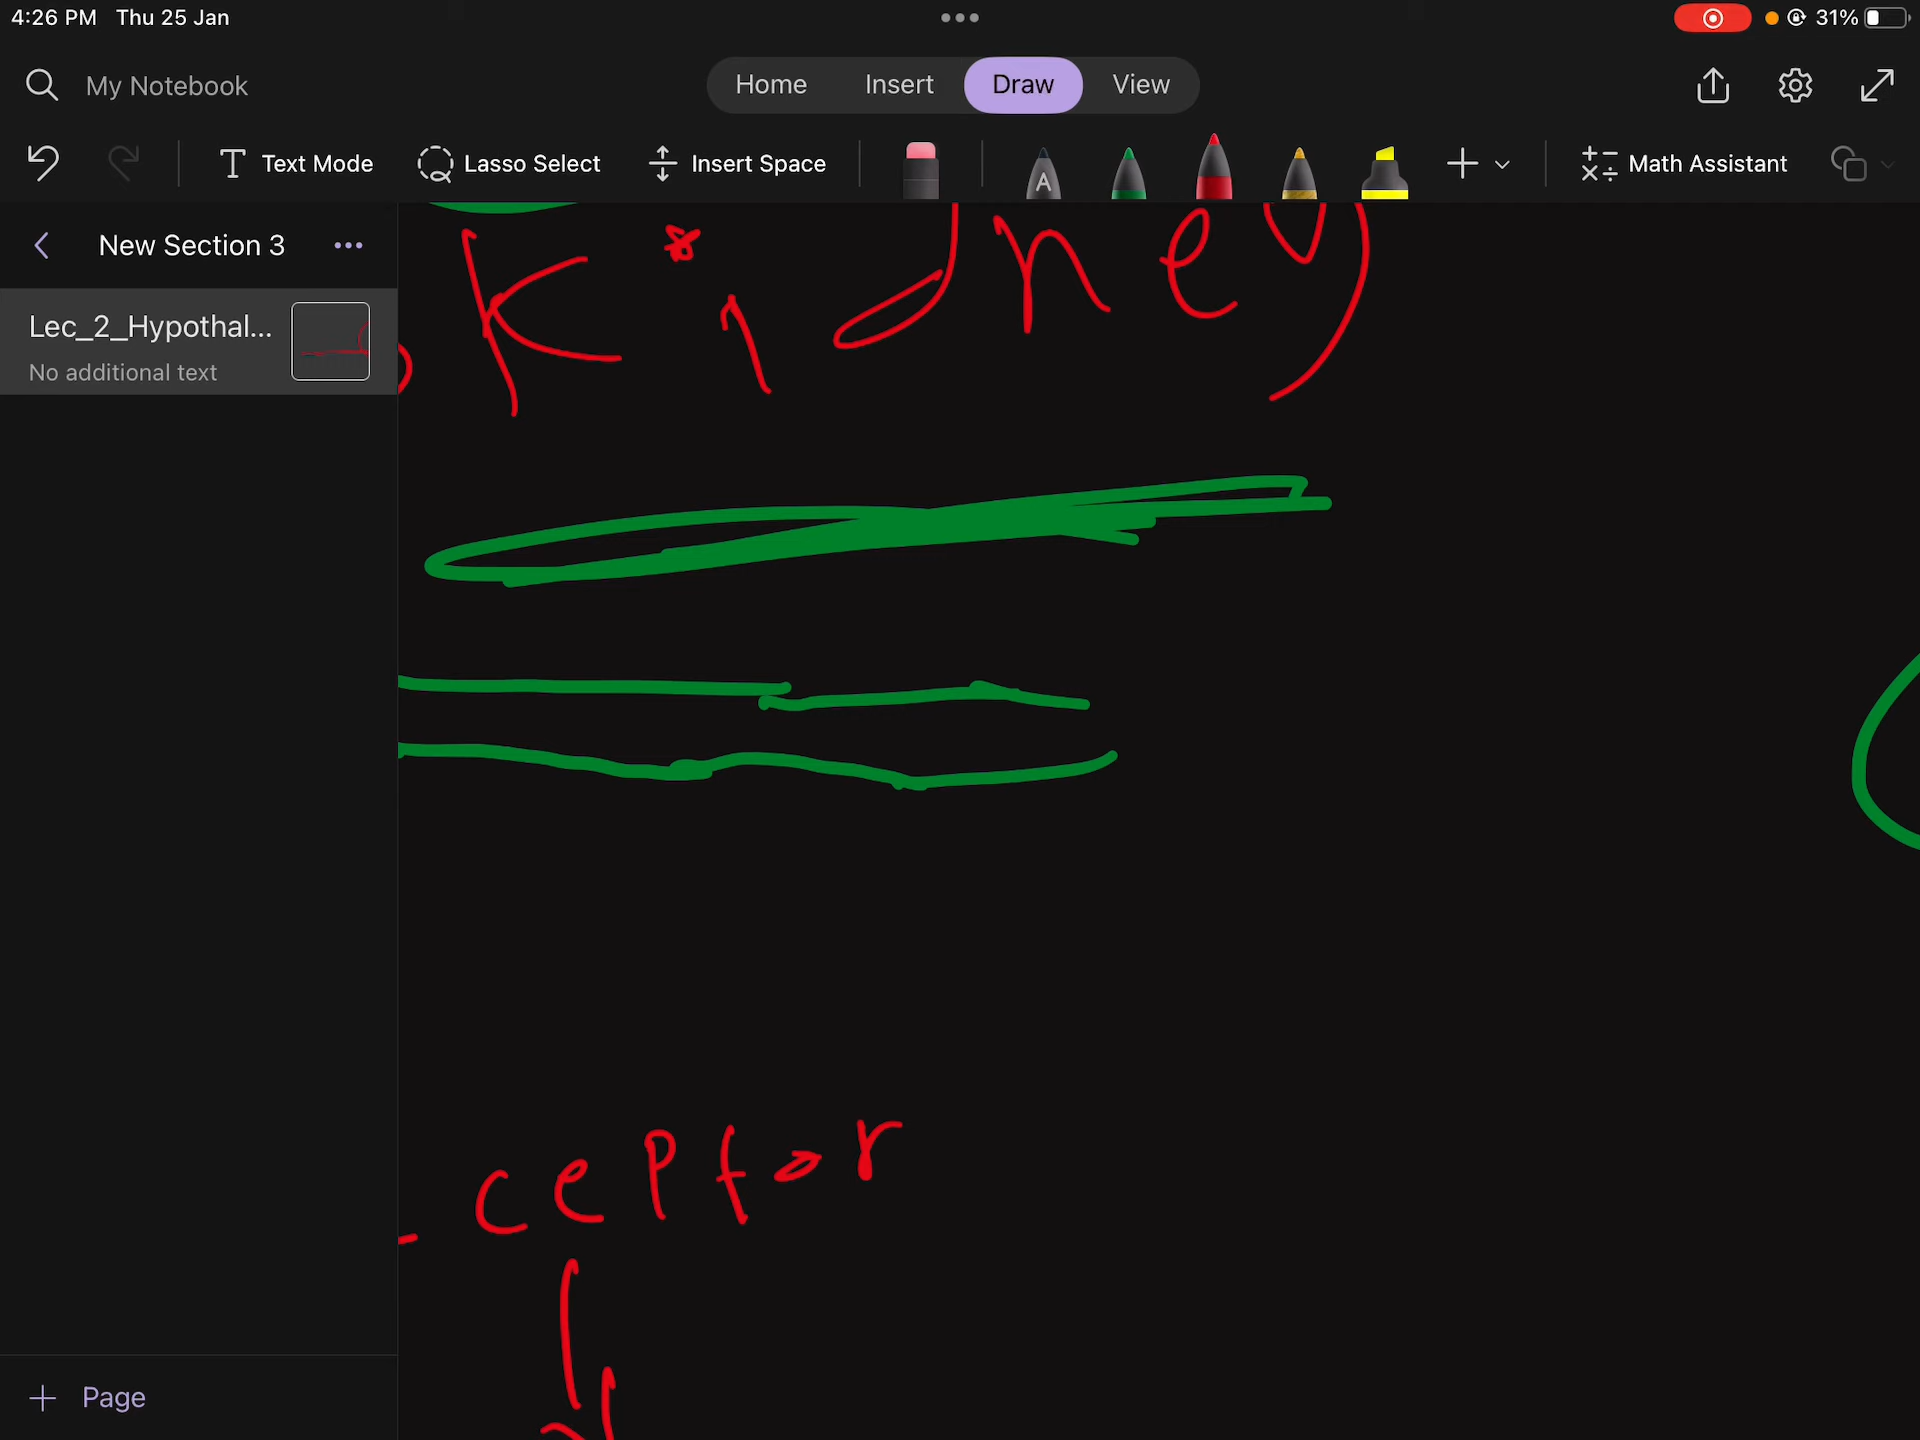 4:26 PM Thu 25 Jan
31%
My Notebook
Home Insert Draw View
Text Mode Lasso Select Insert Space A Math Assistant
New Section 3
Lec_2_Hypothal...
No additional text
Kidney
ceptor
Page